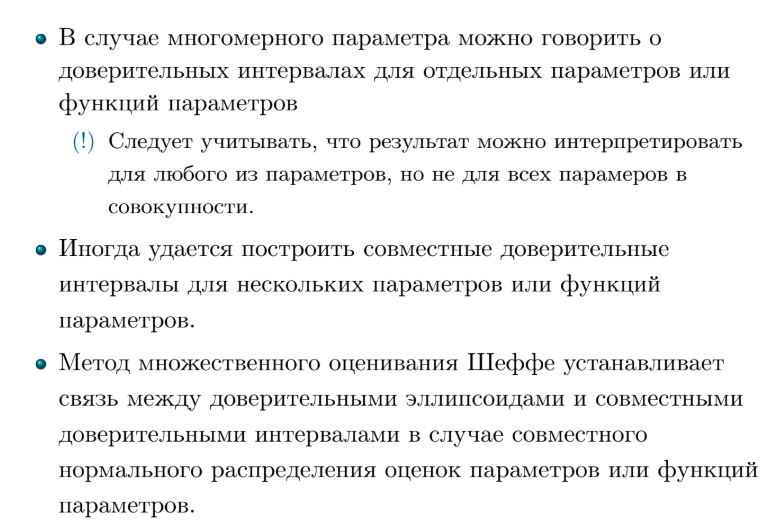 В случае многомерного параметра можно говорить о
доверительных интервалах для отдельных параметров или
функций параметров
(!) Следует учитывать, что результат можно интерпретировать
для любого из параметров, но не для всех парамеров в
совокупности.
Иногда удается построить совместные доверительные
интервалы для нескольких параметров или функций
параметров.
Метод множественного оценивания Шеффе устанавливает
связь между доверительными эллипсоидами и совместными
доверительными интервалами в случае совместного
нормального распределения оценок параметров или функций
параметров.